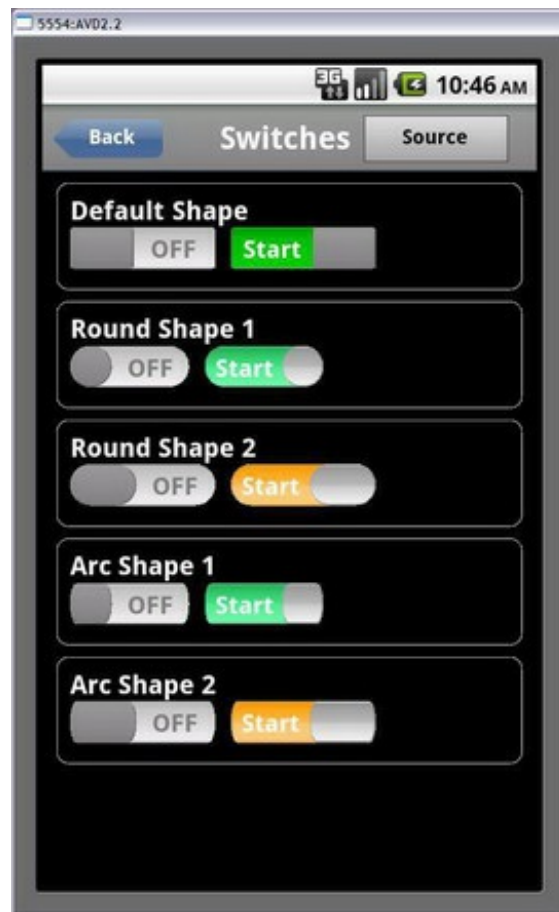 5554:AVD2.2
3G 10:46 AM
Back Switches Source
Default Shape
OFF Start
Round Shape 1
OFF Start
Round Shape 2
OFF Start
Arc Shape 1
OFF Start
Arc Shape 2
OFF Start